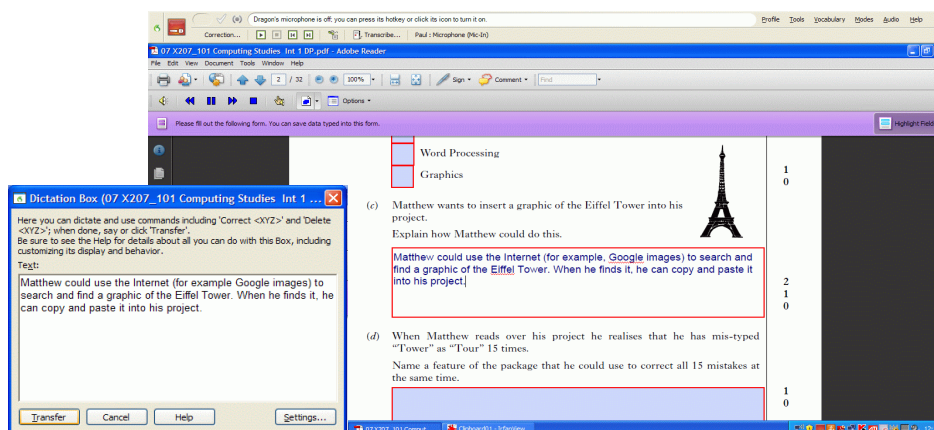 Dragon's microphone is off; you can press its hotkey or click its icon to turn it on.
Profile Tools Vocabulary Modes Audio Help
Correction... Transcribe... Paul : Microphone (Mic-In)
07 X207_101 Computing Studies Int 1 DP.pdf - Adobe Reader
File Edit View Document Tools Window Help
2 / 32 100% Sign Comment Find
Options
Please fill out the following form. You can save data typed into this form.
Highlight Field
Word Processing
Graphics
1
0
(c) Matthew wants to insert a graphic of the Eiffel Tower into his
project.
Explain how Matthew could do this.
Matthew could use the Internet (for example, Google images) to search and
find a graphic of the Eiffel Tower. When he finds it, he can copy and paste it
into his project.
2
1
0
(d) When Matthew reads over his project he realises that he has mis-typed
"Tower" as "Tour" 15 times.
Name a feature of the package that he could use to correct all 15 mistakes at
the same time.
1
0
Dictation Box (07 X207_101 Computing Studies Int 1 ...
Here you can dictate and use commands including 'Correct <XYZ>' and 'Delete
<XYZ>'; when done, say or click 'Transfer'.
Be sure to see the Help for details about all you can do with this Box, including
customizing its display and behavior.
Text:
Matthew could use the Internet (for example Google images) to
search and find a graphic of the Eiffel Tower. When he finds it, he
can copy and paste it into his project.
Transfer Cancel Help Settings...
07 X207_101 Comput... Clipboard01 - IrfanView